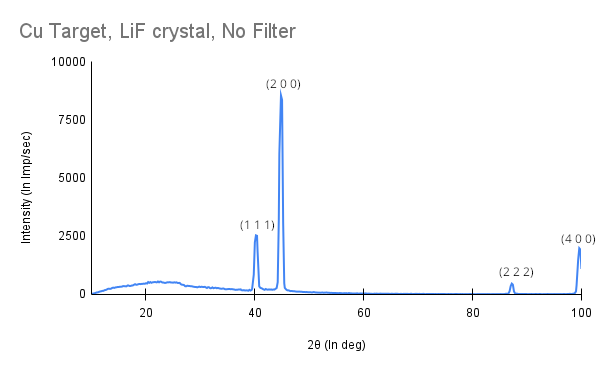 Cu Target, LiF crystal, No Filter
10000
(2 0 0)
7500
Intensity (In Imp/sec)
5000
2500
(1 1 1)
(4 0 0)
(2 2 2)
0
20
40
60
80
100
2θ (In deg)